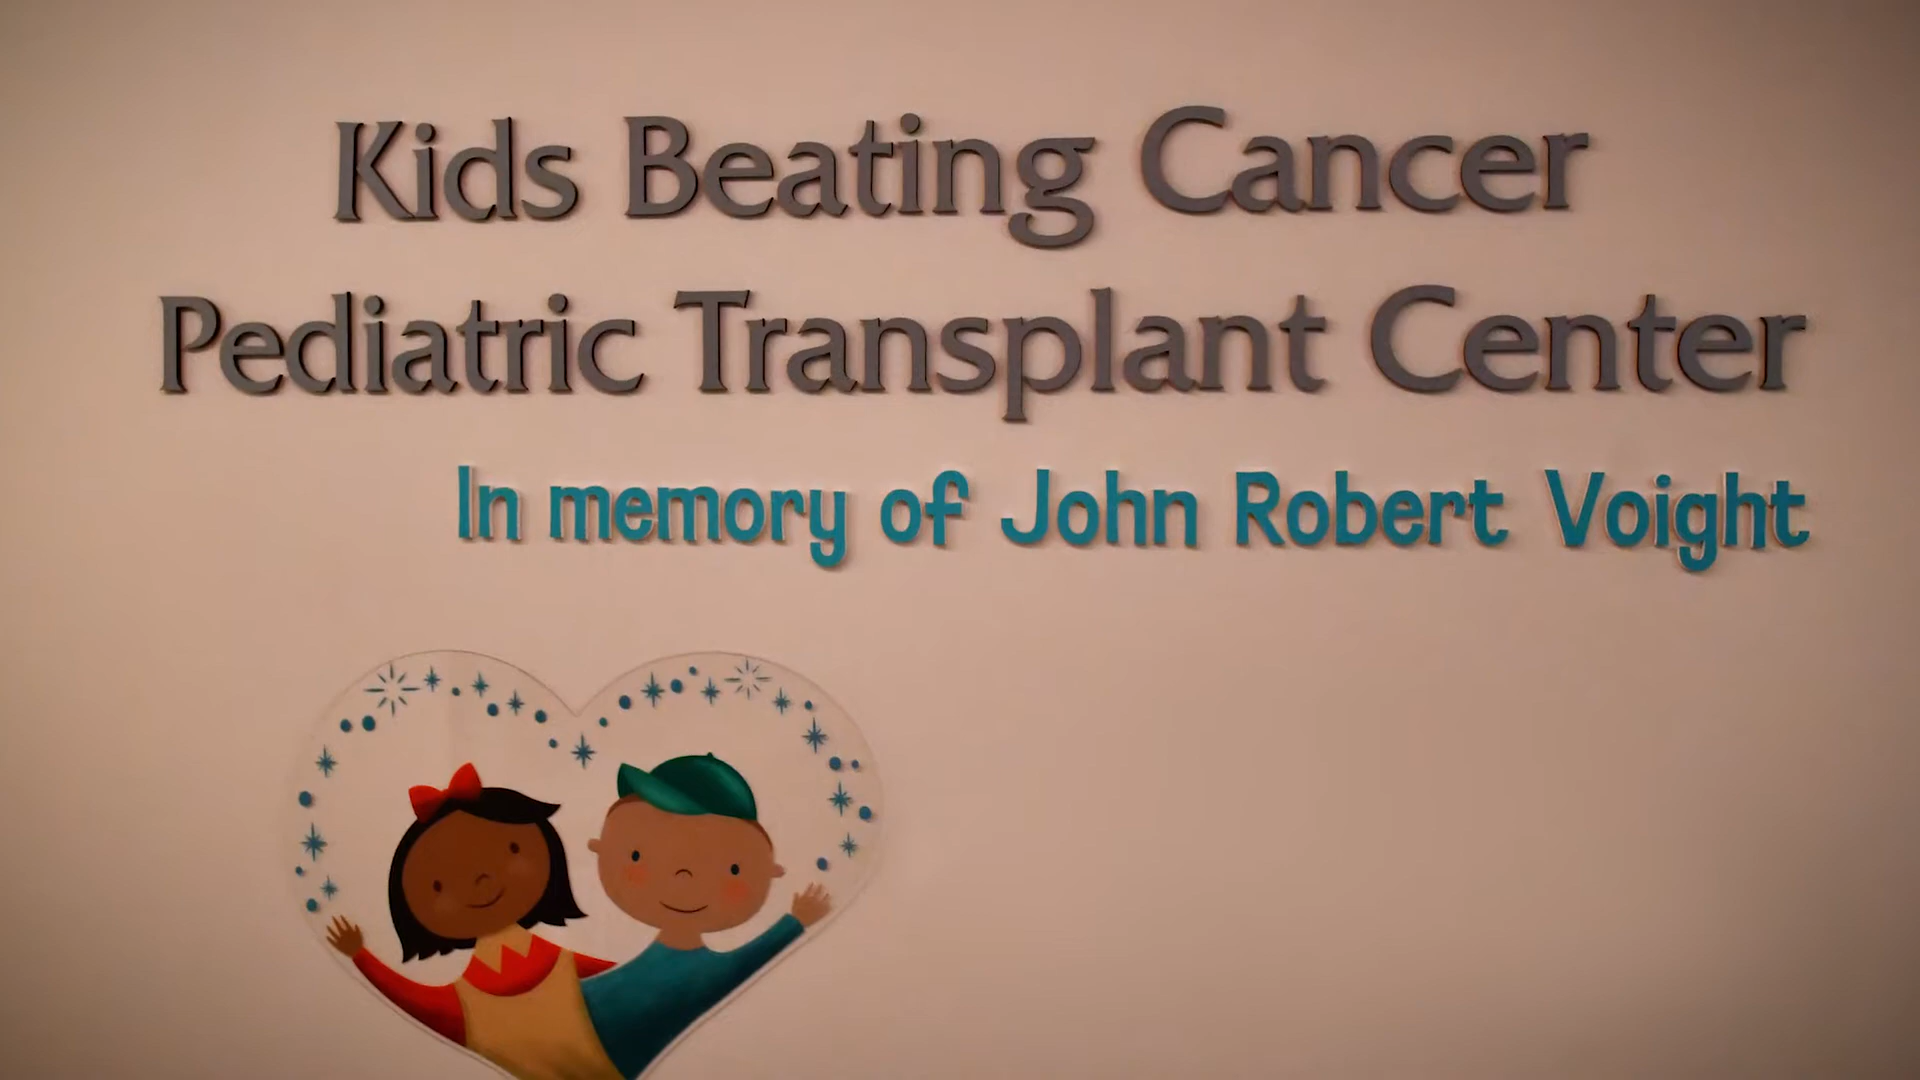 Kids Beating Cancer
Pediatric Transplant Center
In memory of John Robert Voight